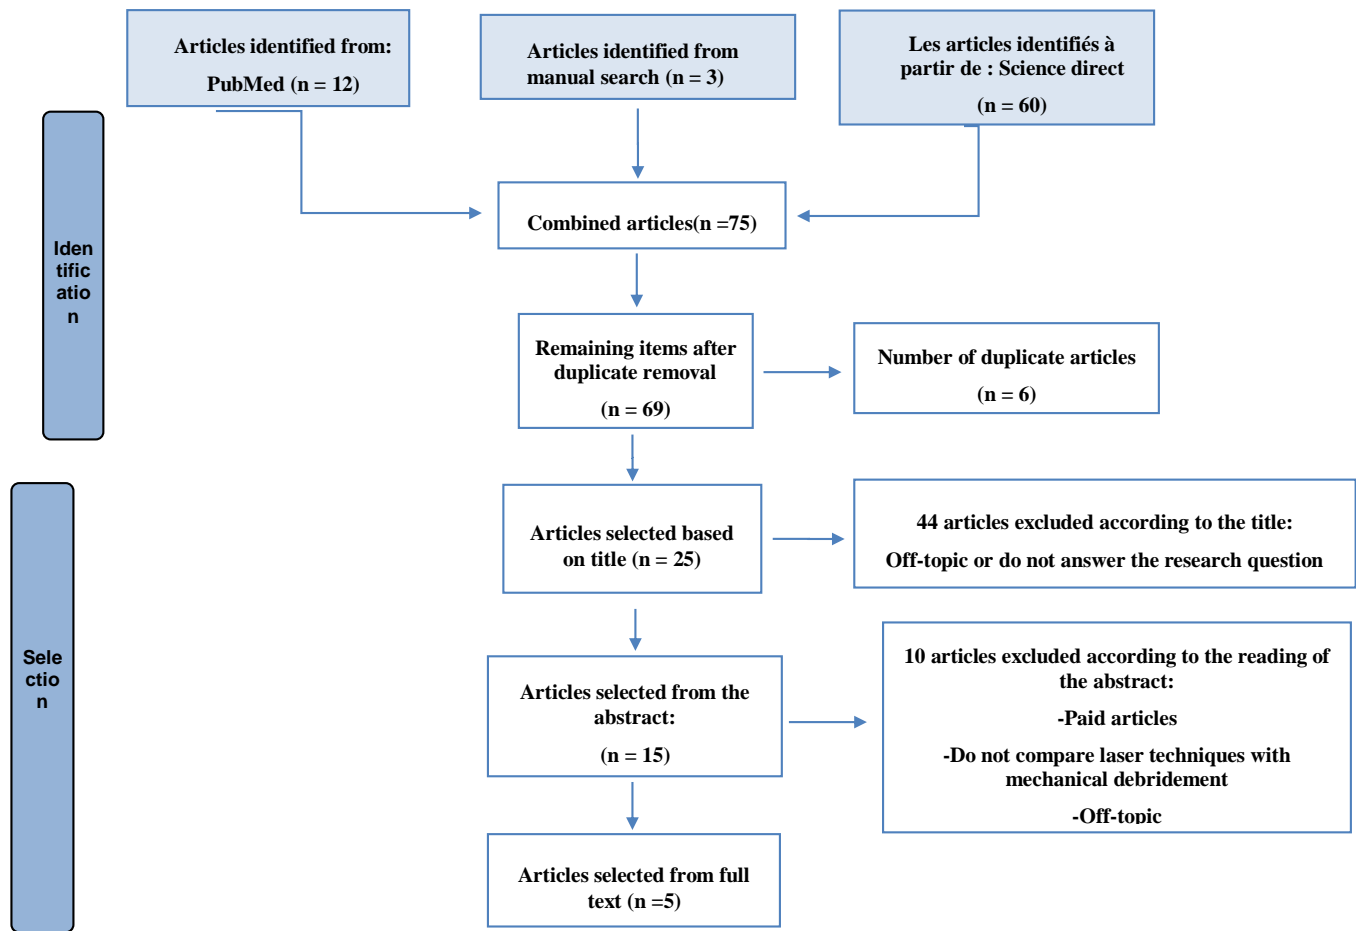 Articles identified from:
PubMed (n = 12)
Articles identified from
manual search (n = 3)
Les articles identifiés à
partir de : Science direct
(n = 60)
Iden
tific
atio
n
Combined articles(n =75)
Remaining items after
duplicate removal
(n = 69)
Number of duplicate articles
(n = 6)
Sele
ctio
n
Articles selected based
on title (n = 25)
44 articles excluded according to the title:
Off-topic or do not answer the research question
Articles selected from the
abstract:
(n = 15)
10 articles excluded according to the reading of
the abstract:
-Paid articles
-Do not compare laser techniques with
mechanical debridement
-Off-topic
Articles selected from full
text (n =5)